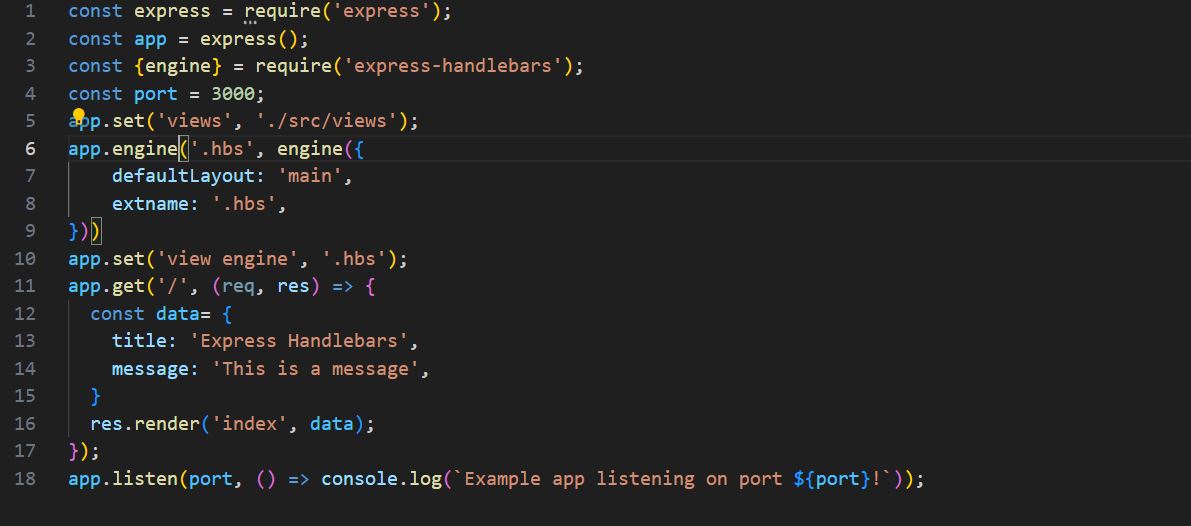 1 const express = require('express');
2 const app = express();
3 const {engine} = require('express-handlebars');
4 const port = 3000;
5 app.set('views', './src/views');
6 app.engine('.hbs', engine({
7     defaultLayout: 'main',
8     extname: '.hbs',
9 }))
10 app.set('view engine', '.hbs');
11 app.get('/', (req, res) => {
12   const data= {
13     title: 'Express Handlebars',
14     message: 'This is a message',
15   }
16   res.render('index', data);
17 });
18 app.listen(port, () => console.log(`Example app listening on port ${port}!`));